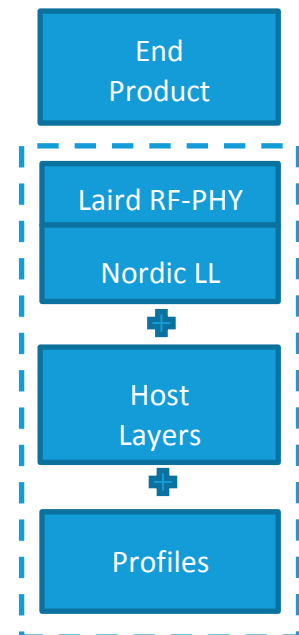 End
Product
Laird RF-PHY
Nordic LL
Host
Layers
Profiles